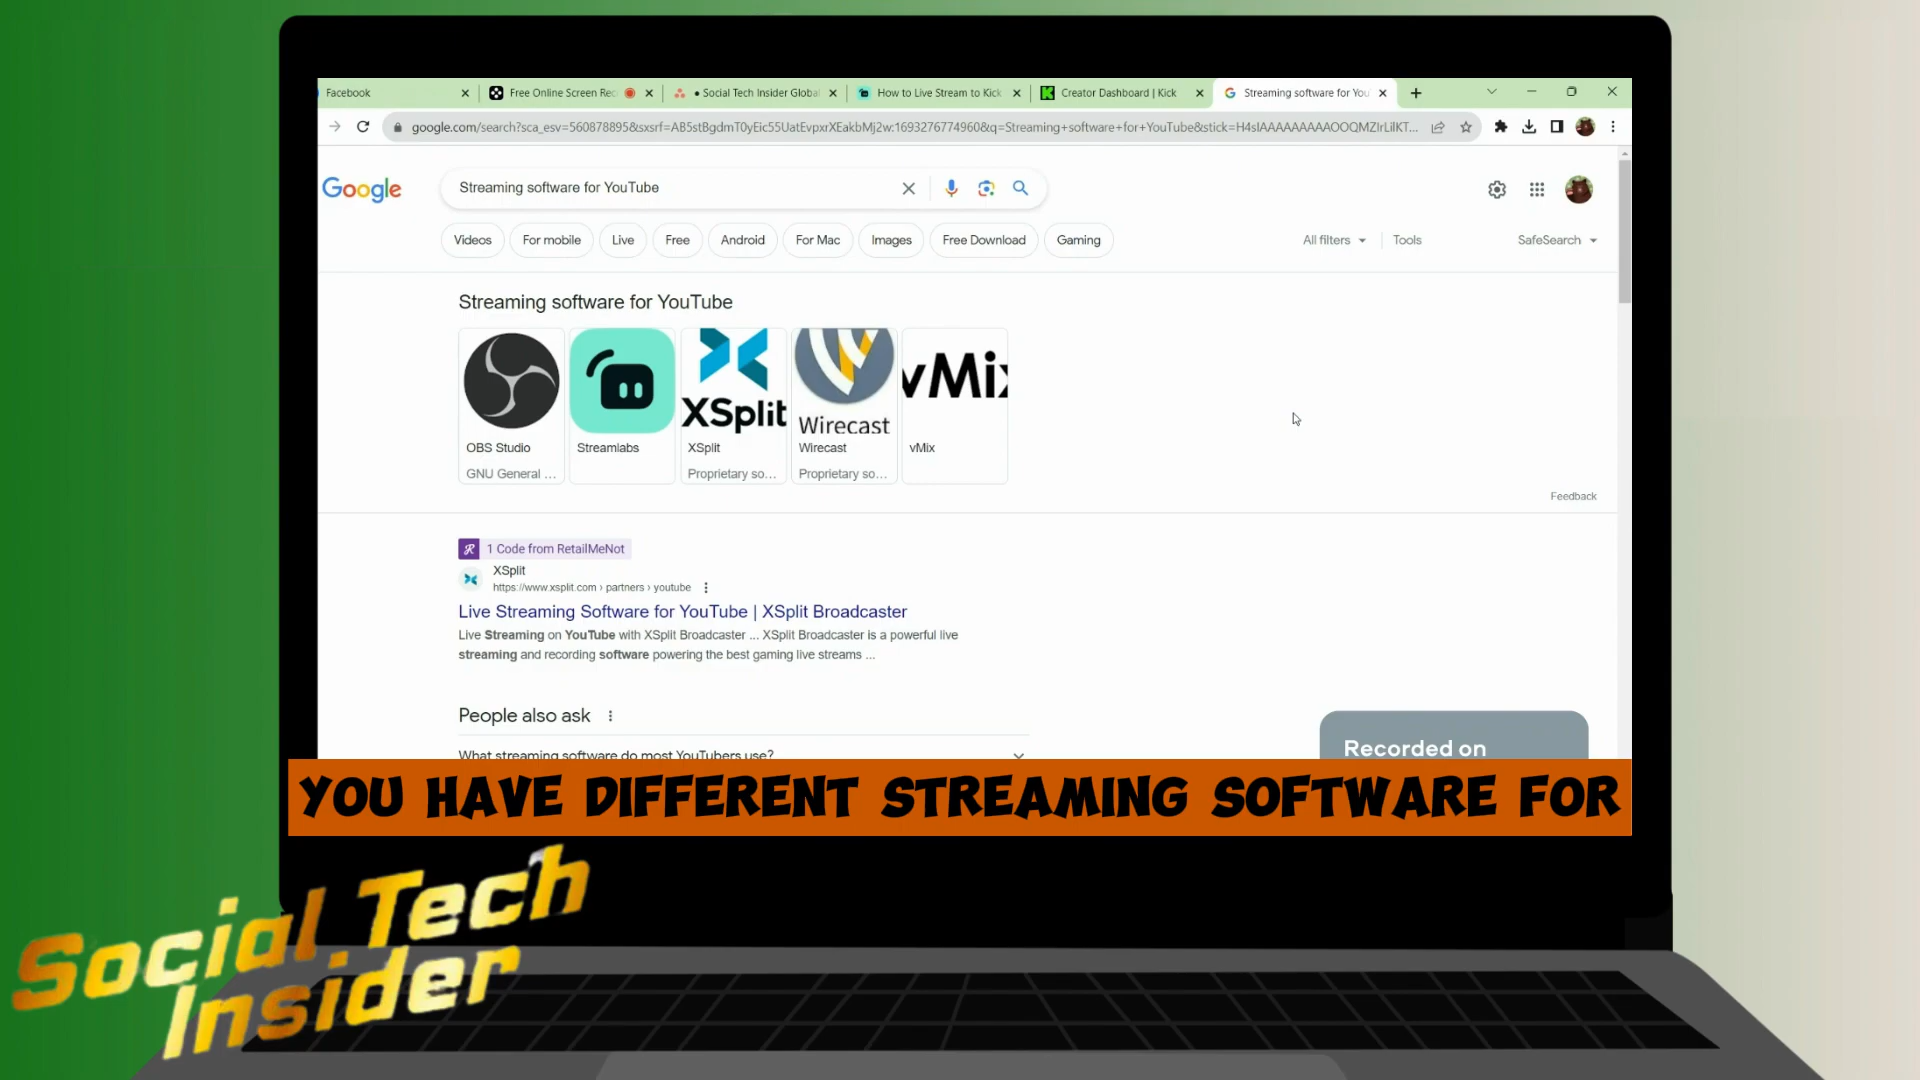 Facebook
Free Online Screen Rec
• Social Tech Insider Global
How to Live Stream to Kick
Creator Dashboard | Kick
Streaming software for You
google.com/search?sca_esv=560878895&sxsrf=AB5stBgdmT0yEic55UatEvpxrXEakbMj2w:1693276774960&q=Streaming+software+for+YouTube&stick=H4sIAAAAAAAAOOQMZIrLilKT...
Google
Streaming software for YouTube
Videos
For mobile
Live
Free
Android
For Mac
Images
Free Download
Gaming
All filters
Tools
SafeSearch
Streaming software for YouTube
XSplit
Wirecast
vMix
OBS Studio
Streamlabs
XSplit
Wirecast
vMix
GNU General ...
Proprietary so...
Proprietary so...
Feedback
1 Code from RetailMeNot
XSplit
https://www.xsplit.com › partners › youtube
Live Streaming Software for YouTube | XSplit Broadcaster
Live Streaming on YouTube with XSplit Broadcaster ... XSplit Broadcaster is a powerful live
streaming and recording software powering the best gaming live streams ...
People also ask
What streaming software do most YouTubers use?
Recorded on
YOU HAVE DIFFERENT STREAMING SOFTWARE FOR
Social Tech
Insider